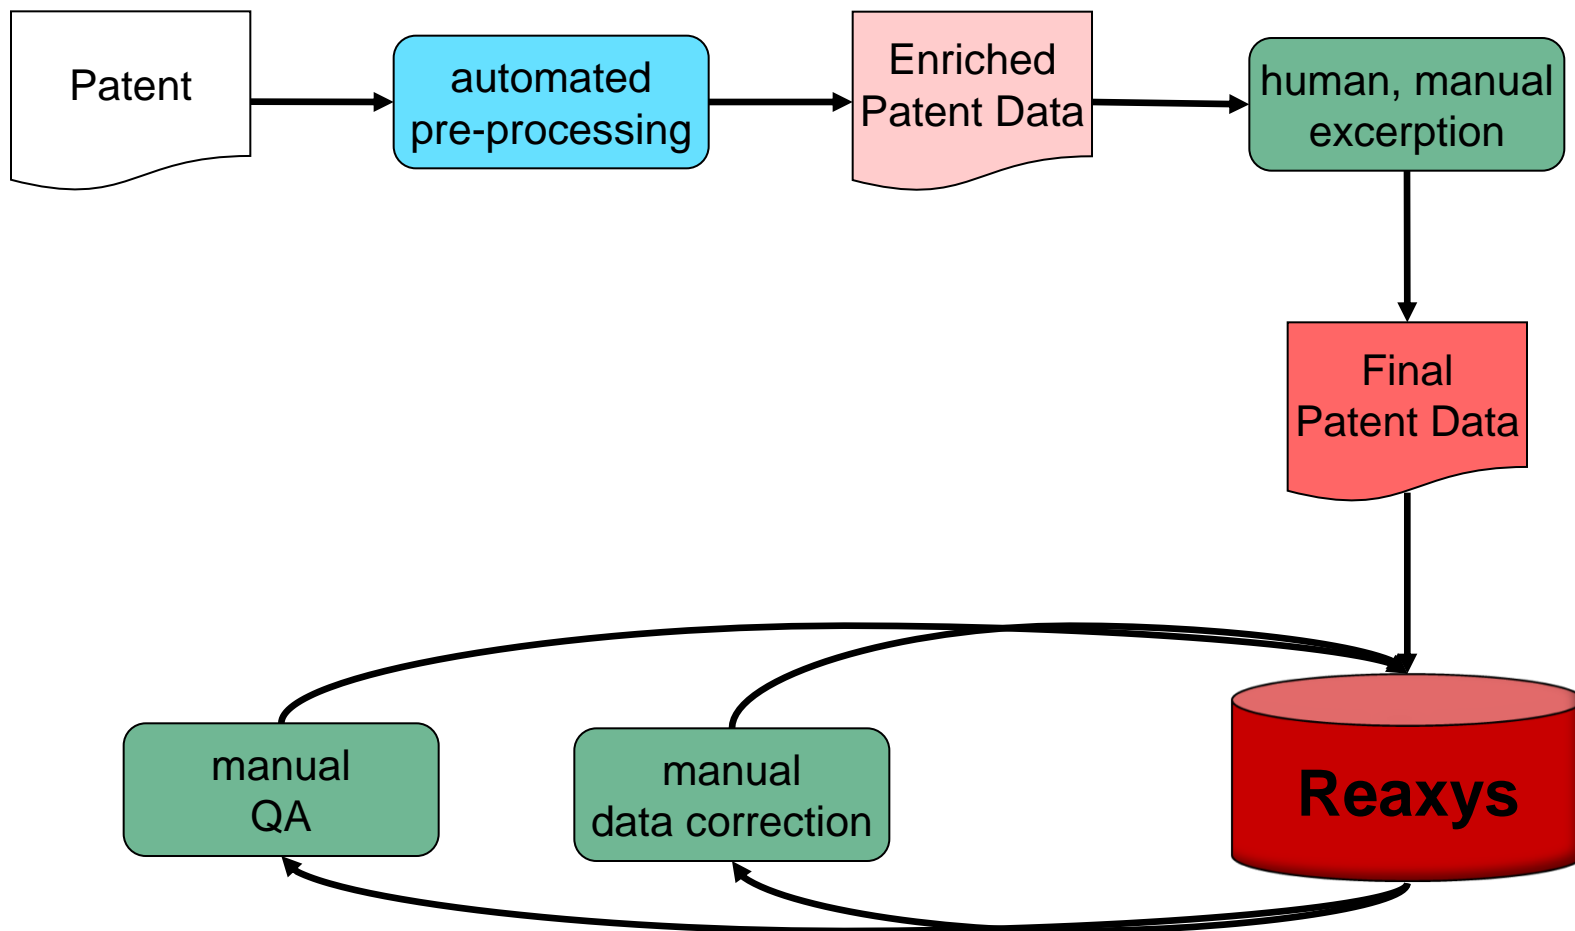 Patent
automated
pre-processing
Enriched
Patent Data
human, manual
excerption
Final
Patent Data
manual
QA
manual
data correction
Reaxys